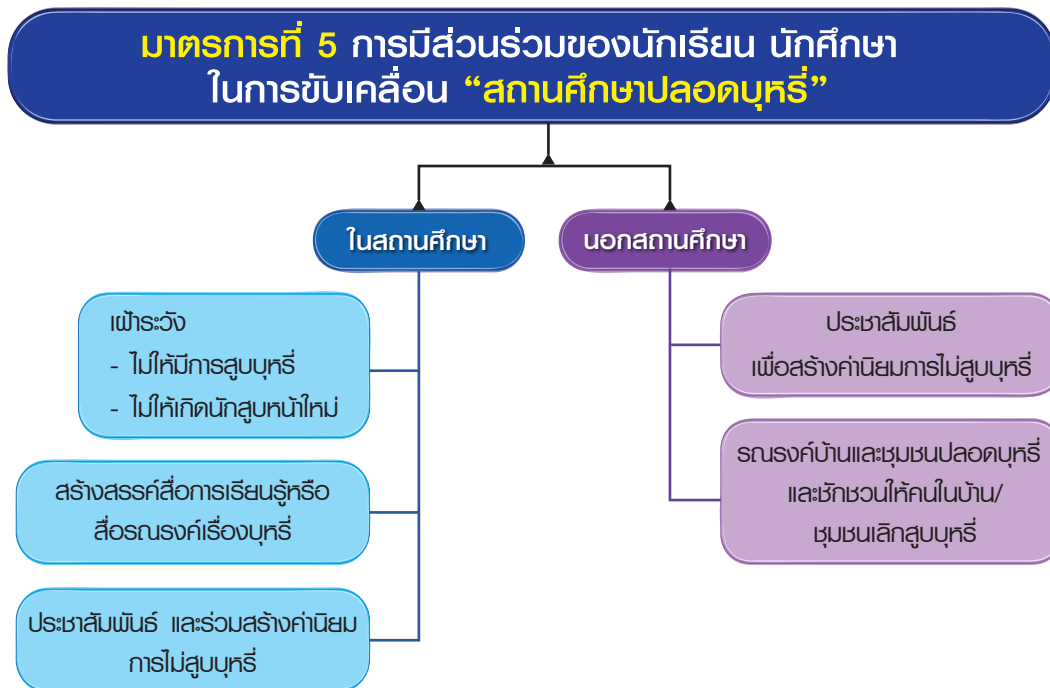 มาตรการที่ 5 การมีส่วนร่วมของนักเรียน นักศึกษา
ในการขับเคลื่อน “สถานศึกษาปลอดบุหรี่”
ในสถานศึกษา
นอกสถานศึกษา
เฝ้าระวัง
- ไม่ให้มีการสูบบุหรี่
- ไม่ให้เกิดนักสูบหน้าใหม่
สร้างสรรค์สื่อการเรียนรู้หรือ
สื่อรณรงค์เรื่องบุหรี่
ประชาสัมพันธ์ และร่วมสร้างค่านิยม
การไม่สูบบุหรี่
ประชาสัมพันธ์
เพื่อสร้างค่านิยมการไม่สูบบุหรี่
รณรงค์บ้านและชุมชนปลอดบุหรี่
และชักชวนให้คนในบ้าน/
ชุมชนเลิกสูบบุหรี่